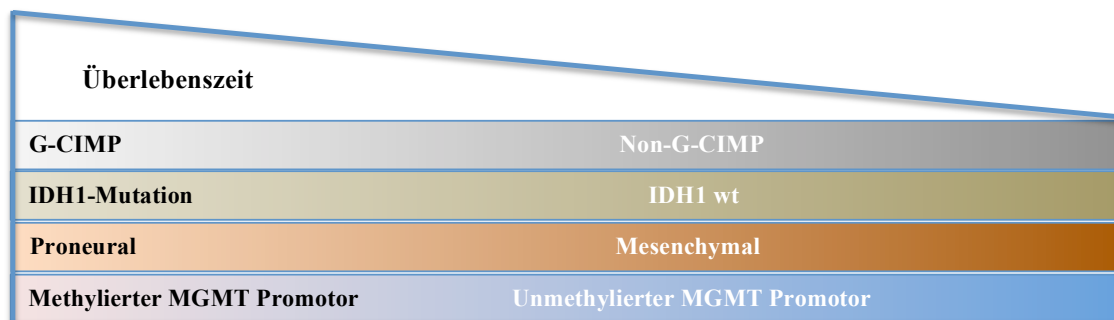 Überlebenszeit
G-CIMP Non-G-CIMP
IDH1-Mutation IDH1 wt
Proneural Mesenchymal
Methylierter MGMT Promotor Unmethylierter MGMT Promotor